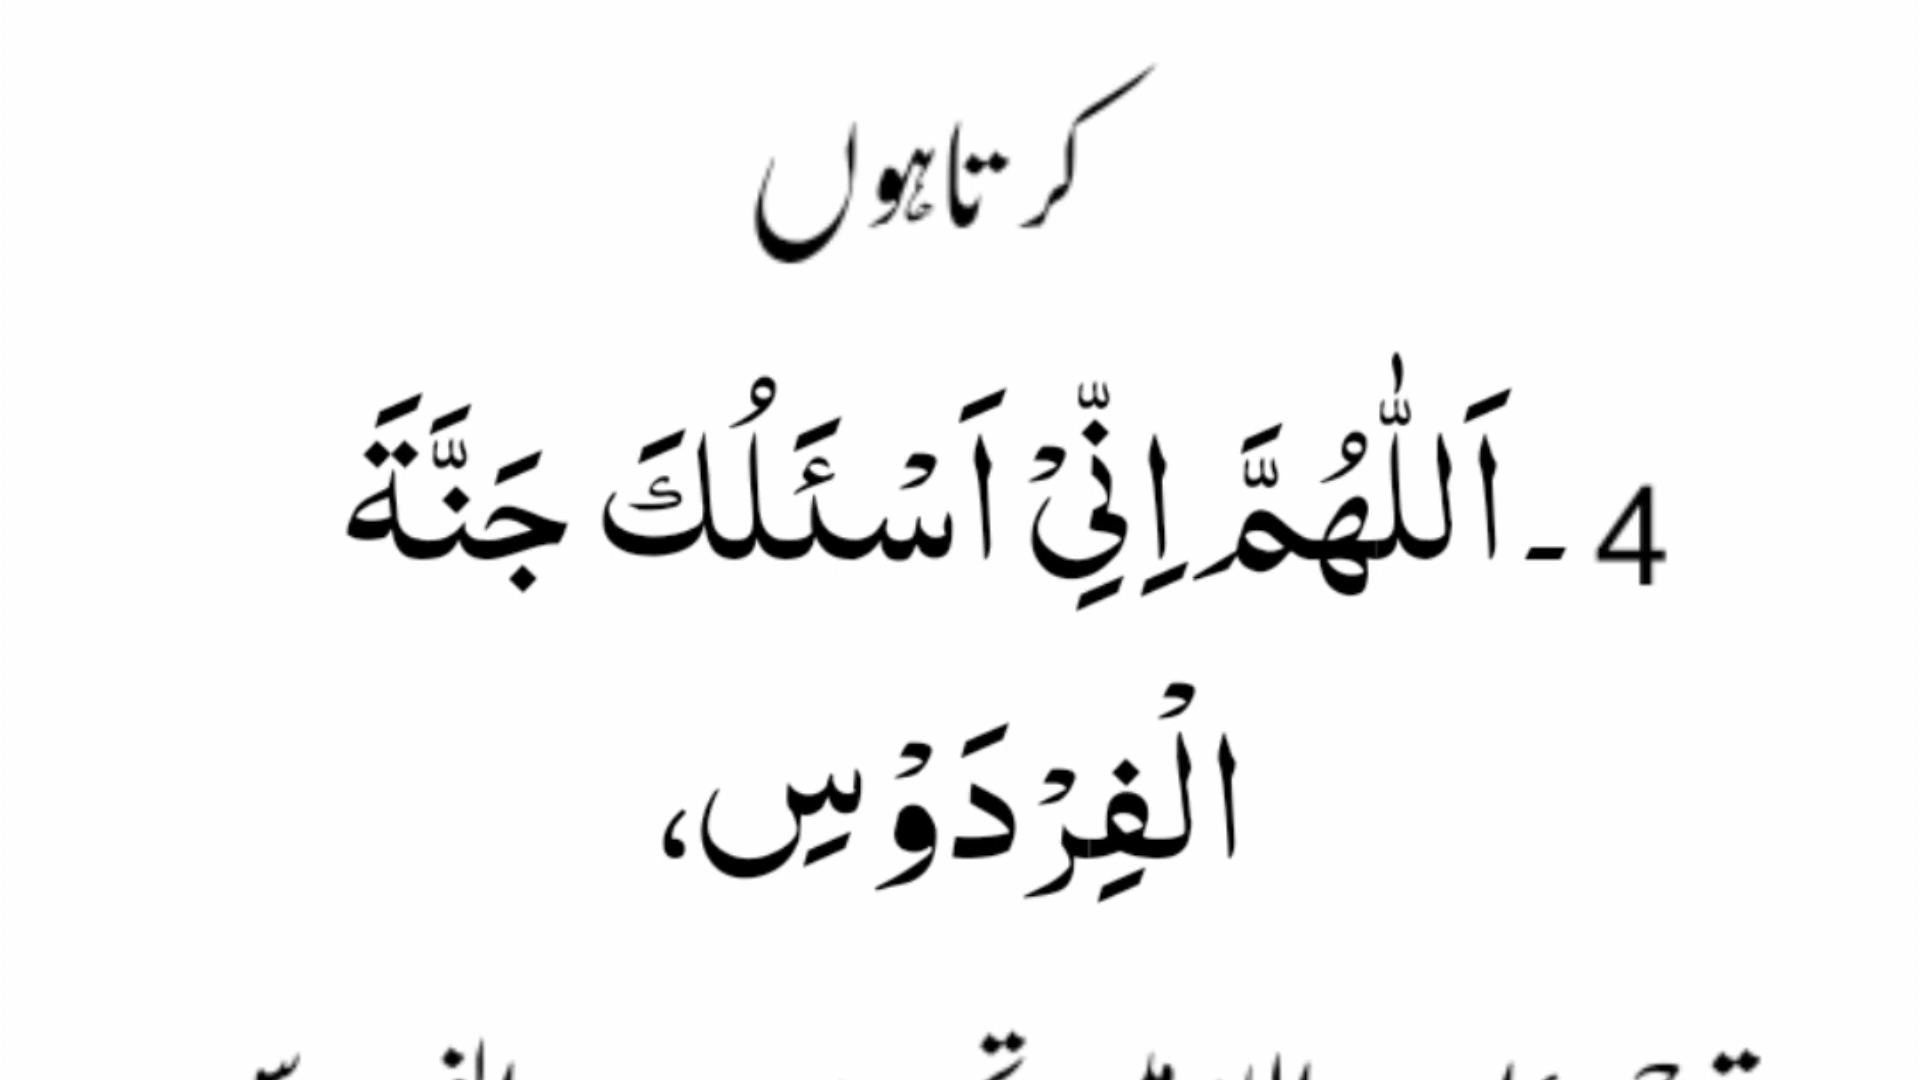 کرتا ہوں
4۔ اَللّٰهُمَّ اِنِّيْ اَسْئَلُكَ جَنَّةَ
الْفِرْدَوْسِ،